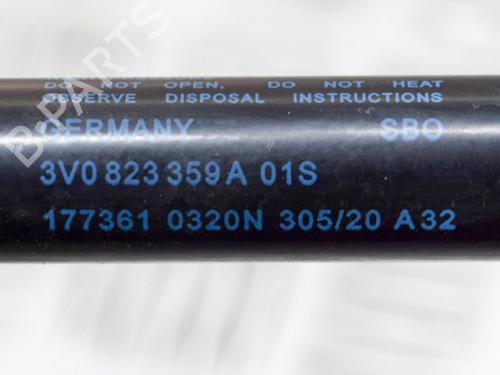 DO NOT OPEN, DO NOT HEAT
OBSERVE DISPOSAL INSTRUCTIONS
GERMANY SBO
3V0 823 359 A 01S
177361 0320N 305/20 A32
B-PARTS